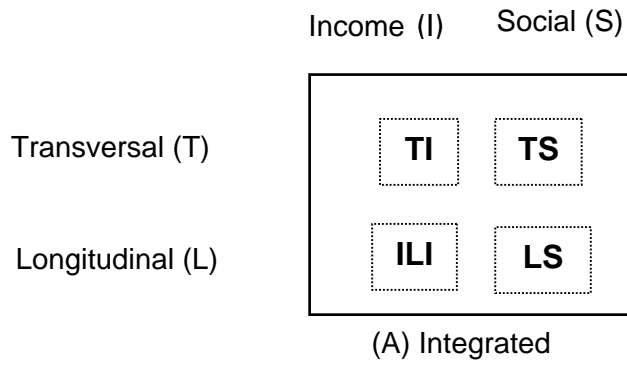 Income (I) Social (S)
Transversal (T) TI TS
Longitudinal (L) ILI LS
(A) Integrated